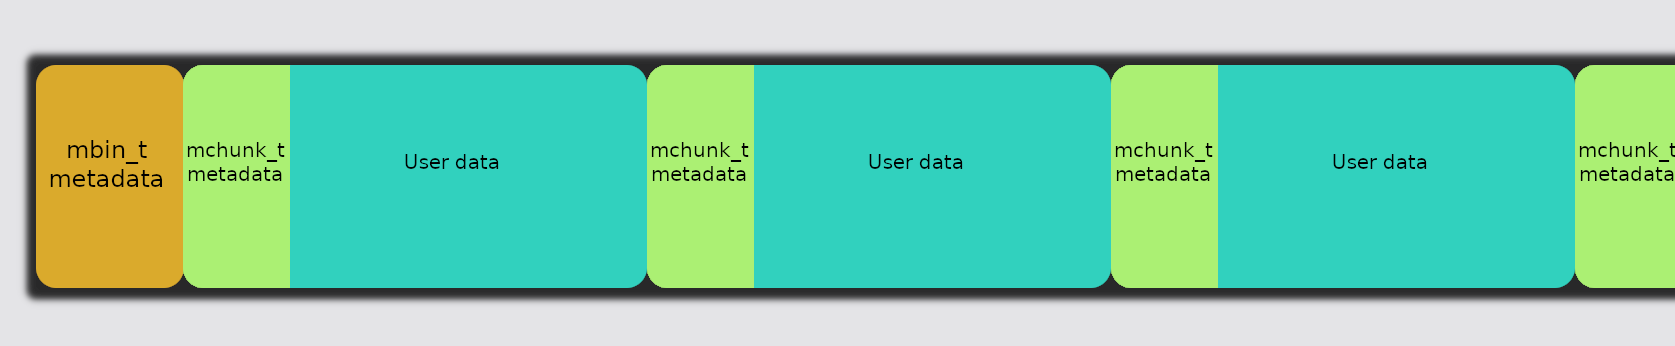 mbin_t
metadata
mchunk_t
metadata
User data
mchunk_t
metadata
User data
mchunk_t
metadata
User data
mchunk_t
metadata